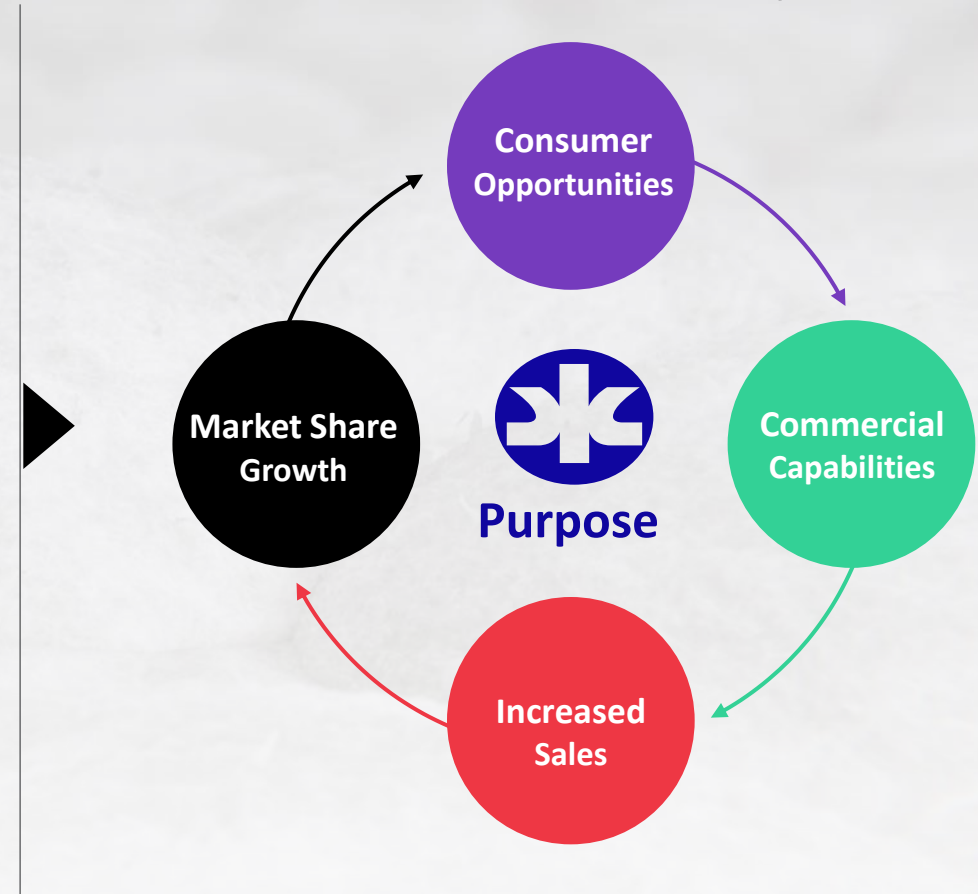 Consumer
Opportunities
Commercial
Capabilities
Increased
Sales
Market Share
Growth
Purpose